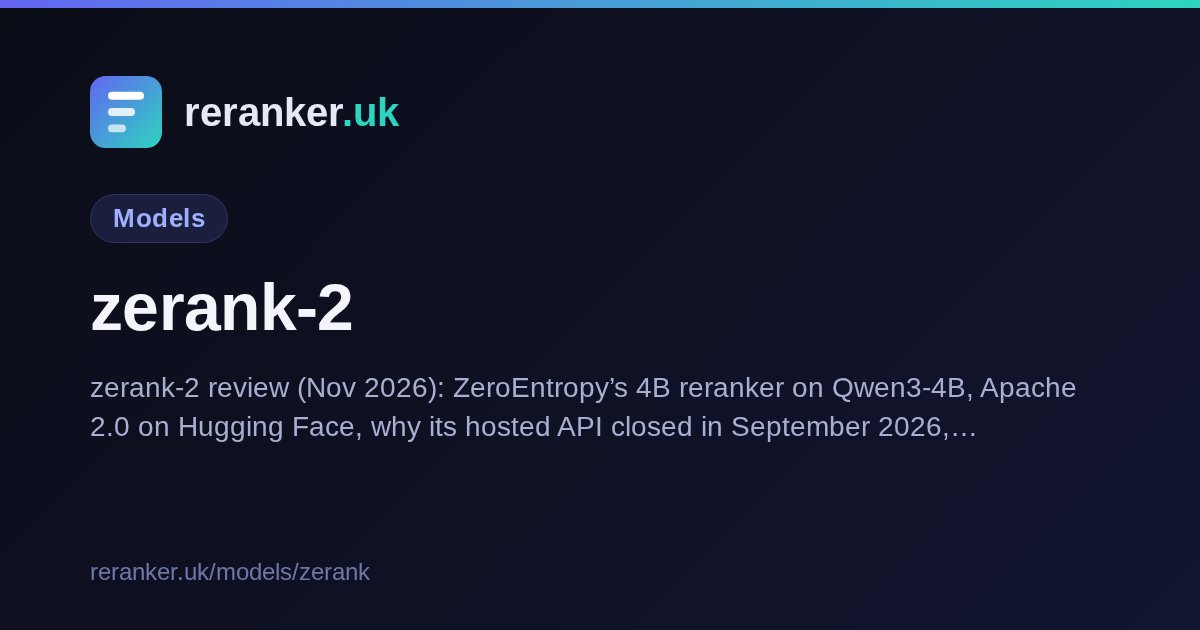 reranker.uk
Models
zerank-2
zerank-2 review (Nov 2026): ZeroEntropy’s 4B reranker on Qwen3-4B, Apache
2.0 on Hugging Face, why its hosted API closed in September 2026,…
reranker.uk/models/zerank